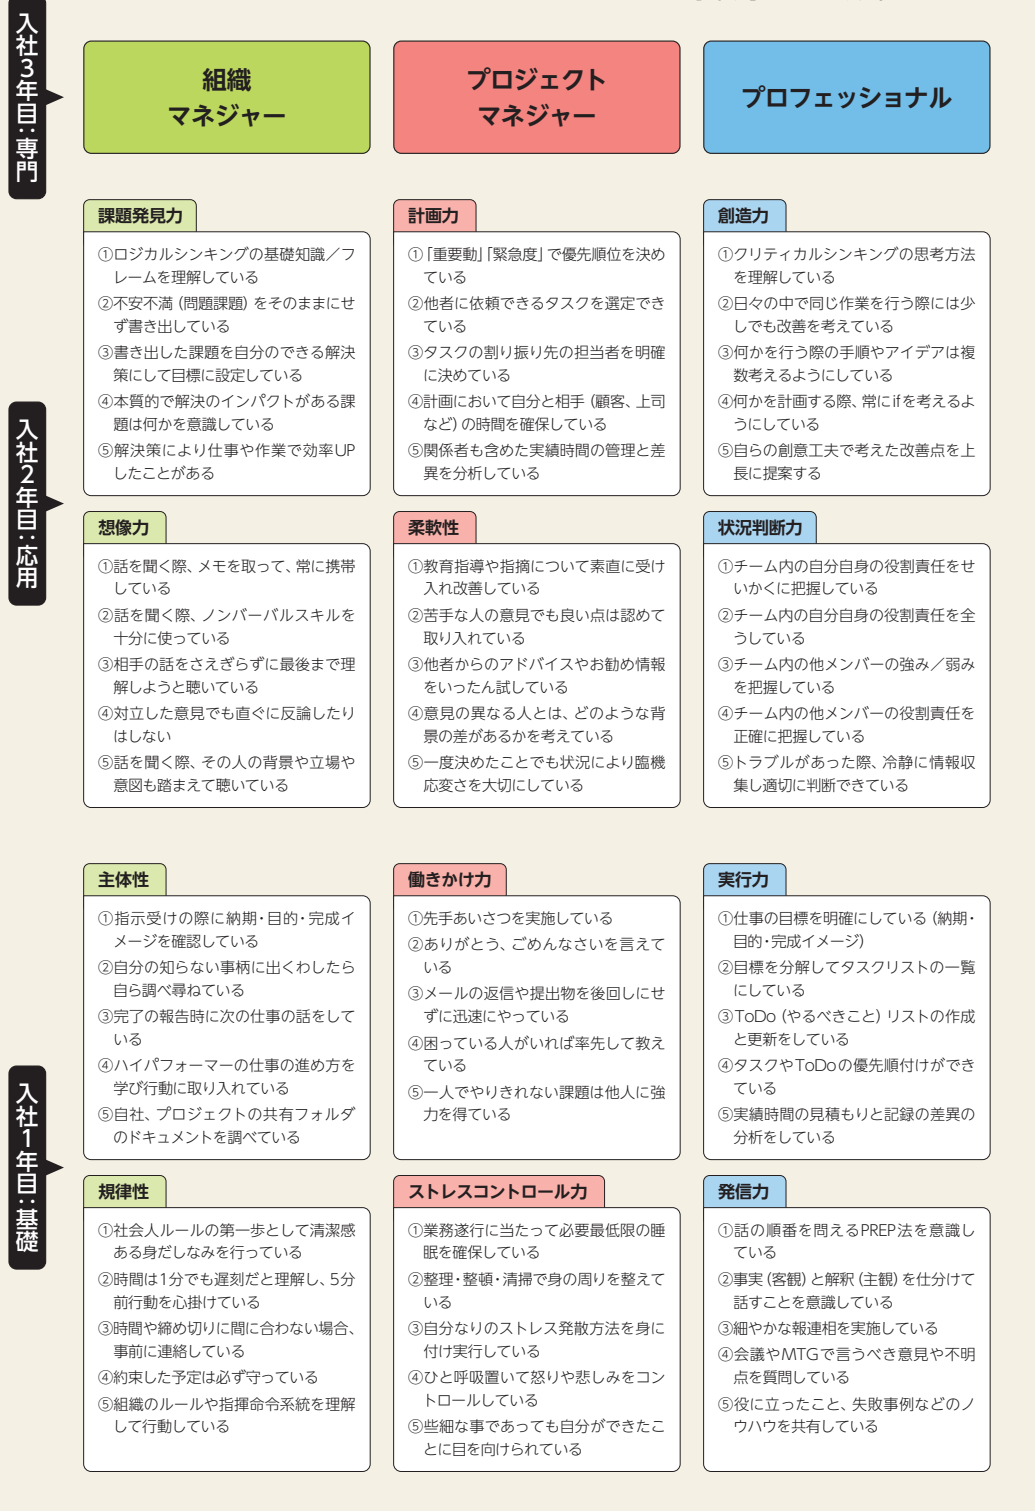 入社3年目：専門
組織
マネジャー
プロジェクト
マネジャー
プロフェッショナル
入社2年目：応用
課題発見力
①ロジカルシンキングの基礎知識／フ
レームを理解している
②不安不満（問題課題）をそのままにせ
ず書き出している
③書き出した課題を自分のできる解決
策にして目標に設定している
④本質的で解決のインパクトがある課
題は何かを意識している
⑤解決策により仕事や作業で効率UP
したことがある
計画力
①「重要動」「緊急度」で優先順位を決め
ている
②他者に依頼できるタスクを選定でき
ている
③タスクの割り振り先の担当者を明確
に決めている
④計画において自分と相手（顧客、上司
など）の時間を確保している
⑤関係者も含めた実績時間の管理と差
異を分析している
創造力
①クリティカルシンキングの思考方法
を理解している
②日々の中で同じ作業を行う際には少
しでも改善を考えている
③何かを行う際の手順やアイデアは複
数考えるようにしている
④何かを計画する際、常にifを考えるよ
うにしている
⑤自らの創意工夫で考えた改善点を上
長に提案する
想像力
①話を聞く際、メモを取って、常に携帯
している
②話を聞く際、ノンバーバルスキルを
十分に使っている
③相手の話をさえぎらずに最後まで理
解しようと聴いている
④対立した意見でも直ぐに反論したり
はしない
⑤話を聞く際、その人の背景や立場や
意図も踏まえて聴いている
柔軟性
①教育指導や指摘について素直に受け
入れ改善している
②苦手な人の意見でも良い点は認めて
取り入れている
③他者からのアドバイスやお勧め情報
をいったん試している
④意見の異なる人とは、どのような背
景の差があるかを考えている
⑤一度決めたことでも状況により臨機
応変さを大切にしている
状況判断力
①チーム内の自分自身の役割責任をせ
いかくに把握している
②チーム内の自分自身の役割責任を全
うしている
③チーム内の他メンバーの強み／弱み
を把握している
④チーム内の他メンバーの役割責任を
正確に把握している
⑤トラブルがあった際、冷静に情報収
集し適切に判断できている
入社1年目：基礎
主体性
①指示受けの際に納期・目的・完成イ
メージを確認している
②自分の知らない事柄に出くわしたら
自ら調べ尋ねている
③完了の報告時に次の仕事の話をして
いる
④ハイパフォーマーの仕事の進め方を
学び行動に取り入れている
⑤自社、プロジェクトの共有フォルダ
のドキュメントを調べている
働きかけ力
①先手あいさつを実施している
②ありがとう、ごめんなさいを言えて
いる
③メールの返信や提出物を後回しにせ
ずに迅速にやっている
④困っている人がいれば率先して教え
ている
⑤一人でやりきれない課題は他人に強
力を得ている
実行力
①仕事の目標を明確にしている（納期・
目的・完成イメージ）
②目標を分解してタスクリストの一覧
にしている
③ToDo（やるべきこと）リストの作成
と更新をしている
④タスクやToDoの優先順付けができ
ている
⑤実績時間の見積もりと記録の差異の
分析をしている
規律性
①社会人ルールの第一歩として清潔感
ある身だしなみを行っている
②時間は1分でも遅刻だと理解し、5分
前行動を心掛けている
③時間や締め切りに間に合わない場合、
事前に連絡している
④約束した予定は必ず守っている
⑤組織のルールや指揮命令系統を理解
して行動している
ストレスコントロール力
①業務遂行に当たって必要最低限の睡
眠を確保している
②整理・整頓・清掃で身の周りを整えて
いる
③自分なりのストレス発散方法を身に
付け実行している
④ひと呼吸置いて怒りや悲しみをコン
トロールしている
⑤些細な事であっても自分ができたこ
とに目を向けられている
発信力
①話の順番を問えるPREP法を意識し
ている
②事実（客観）と解釈（主観）を仕分けて
話すことを意識している
③細やかな報連相を実施している
④会議やMTGで言うべき意見や不明
点を質問している
⑤役に立ったこと、失敗事例などのノ
ウハウを共有している